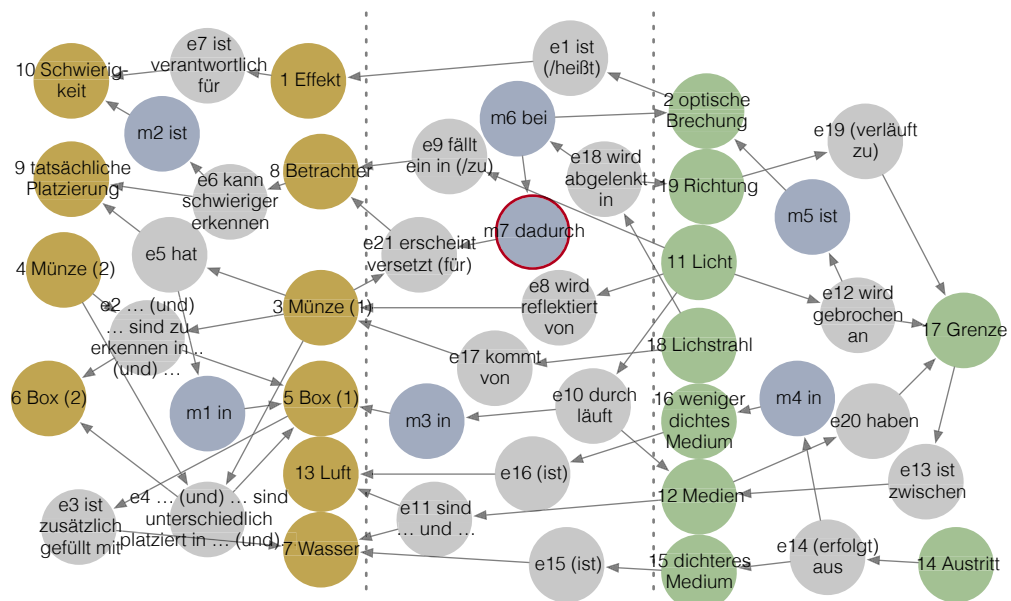 e7 ist
verantwortlich
für
10 Schwierig-
keit
1 Effekt
e1 ist
(/heißt)
2 optische
Brechung
m2 ist
m6 bei
e19 (verläuft
zu)
9 tatsächliche
Platzierung
e6 kann
schwieriger
erkennen
8 Betrachter
e9 fällt
ein in (/zu)
e18 wird
abgelenkt
in
19 Richtung
m5 ist
m7 dadurch
4 Münze (2)
e5 hat
e21 erscheint
versetzt (für)
11 Licht
e2 … (und)
… sind zu
erkennen in ..
(und) …
3 Münze (1)
e8 wird
reflektiert
von
e12 wird
gebrochen
an
17 Grenze
e17 kommt
von
18 Lichstrahl
6 Box (2)
m1 in
5 Box (1)
m3 in
e10 durch
läuft
16 weniger
dichtes
Medium
m4 in
e20 haben
13 Luft
e16 (ist)
12 Medien
e13 ist
zwischen
e3 ist
zusätzlich
gefüllt mit
e4 … (und) … sind
unterschiedlich
platziert in … (und) …
7 Wasser
e11 sind
und …
e15 (ist)
15 dichteres
Medium
e14 (erfolgt)
aus
14 Austritt